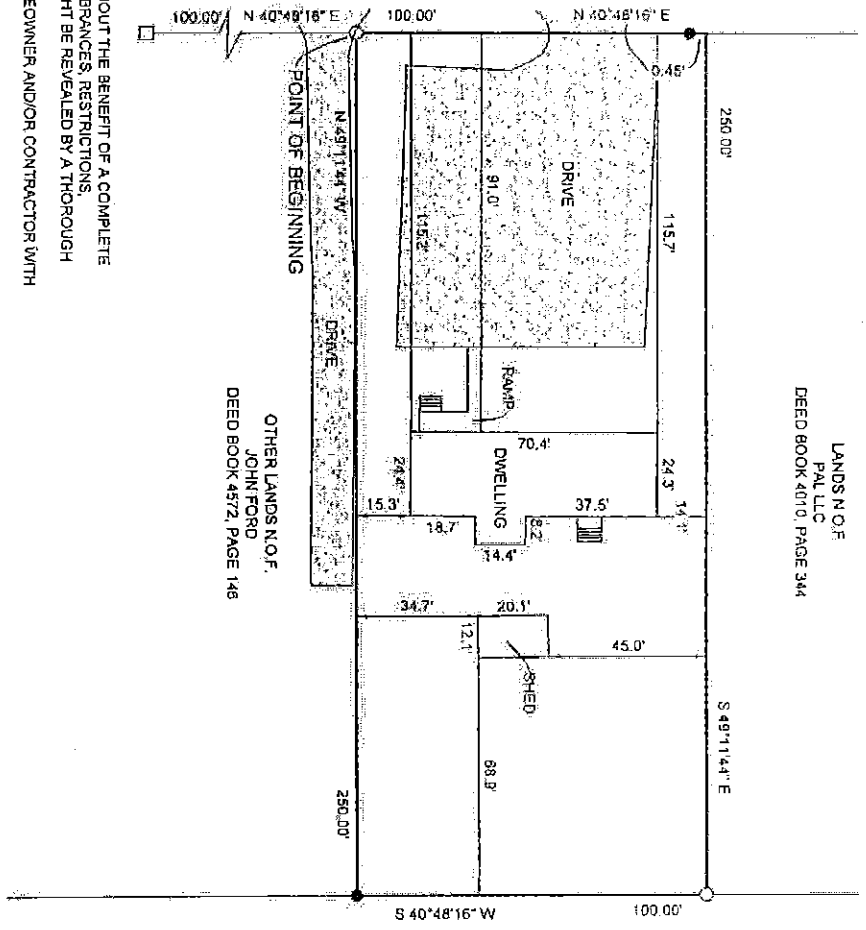 100.00'
N 40°48'16" E
100.00'
N 40°48'16" E
0.45'
250.00'
LANDS N.O.F.
PAL LLC
DEED BOOK 4010, PAGE 344
POINT OF BEGINNING
N 49°11'44" W
DRIVE
91.0'
115.2'
115.7'
DRIVE
RAMP
70.4'
DWELLING
24.4'
24.3'
15.3'
18.7'
14.4'
8.2'
37.5'
OTHER LANDS N.O.F.
JOHN FORD
DEED BOOK 4572, PAGE 146
34.7'
20.1'
12.1'
45.0'
SHED
S 49°11'44" E
68.9'
250.00'
S 40°48'16" W
100.00'
OUT THE BENEFIT OF A COMPLETE
BRANCES, RESTRICTIONS,
HT BE REVEALED BY A THOROUGH
EOWNER AND/OR CONTRACTOR WITH